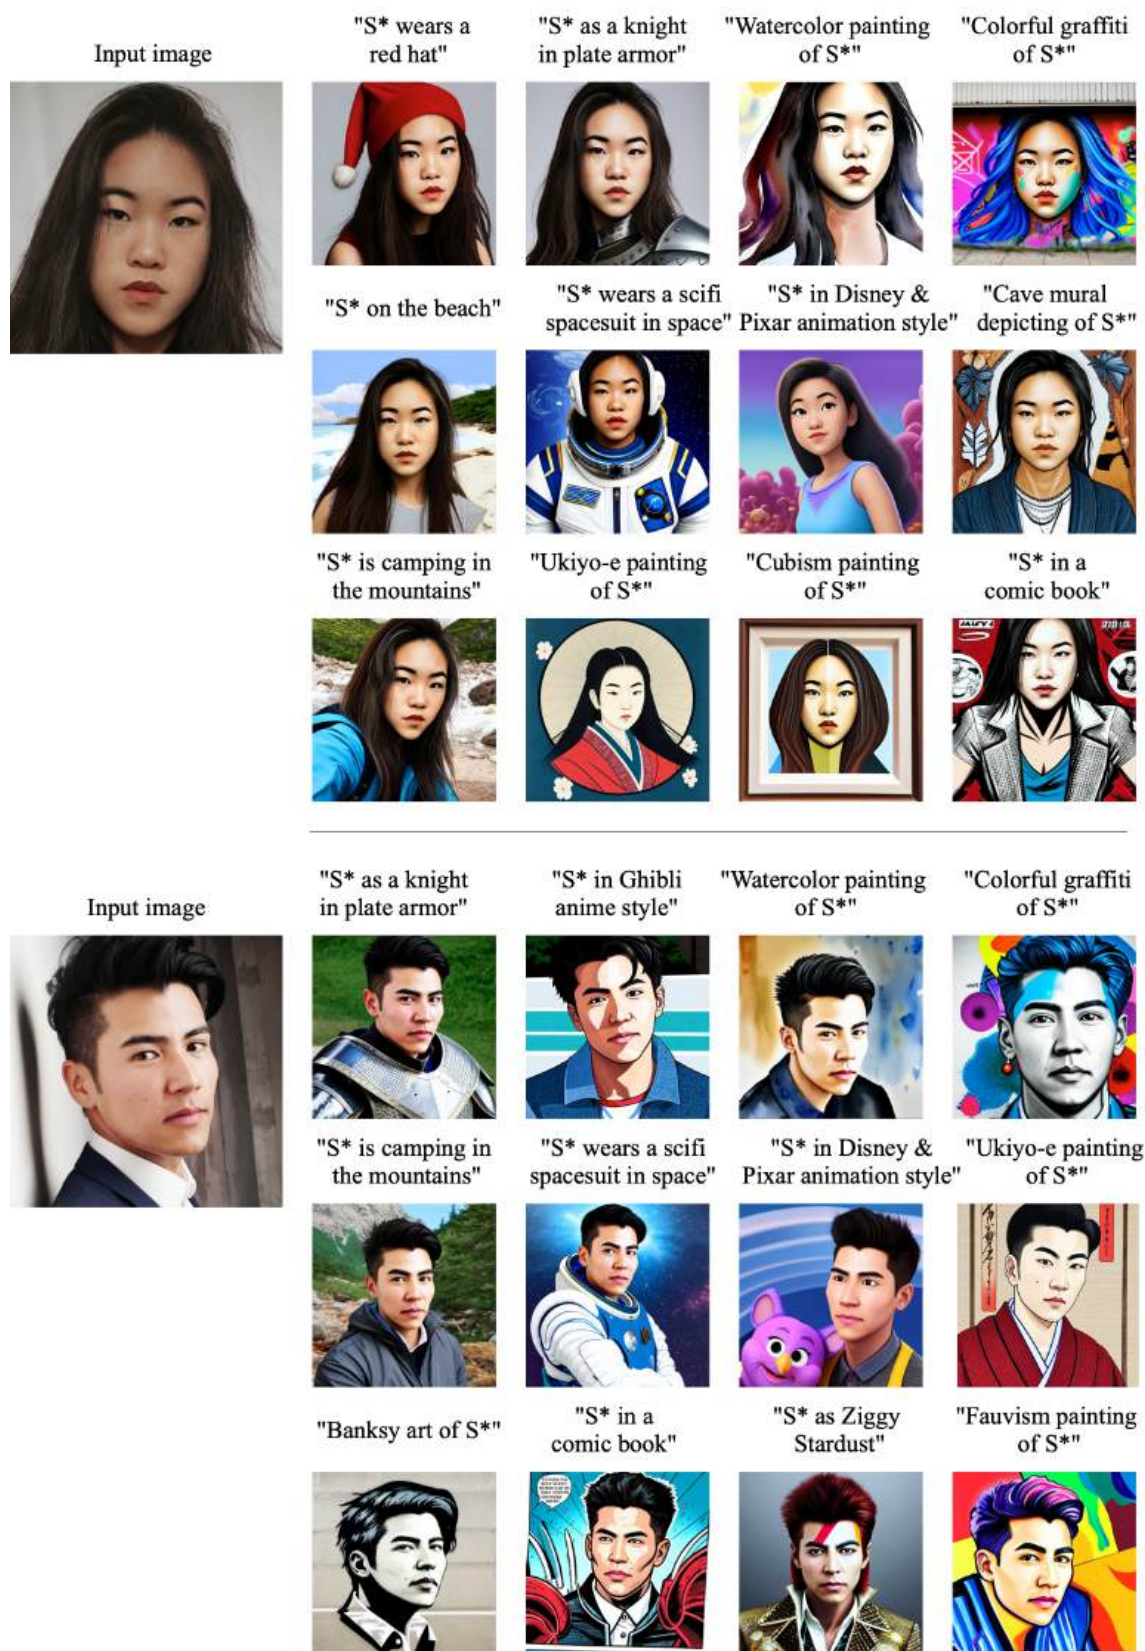 "S* wears a
red hat"
"S* as a knight
in plate armor"
"Watercolor painting
of S*"
"Colorful graffiti
of S*"
Input image
"S* on the beach"
"S* wears a scifi
spacesuit in space"
"S* in Disney &
Pixar animation style"
"Cave mural
depicting of S*"
"S* is camping in
the mountains"
"Ukiyo-e painting
of S*"
"Cubism painting
of S*"
"S* in a
comic book"
"S* as a knight
in plate armor"
"S* in Ghibli
anime style"
"Watercolor painting
of S*"
"Colorful graffiti
of S*"
Input image
"S* is camping in
the mountains"
"S* wears a scifi
spacesuit in space"
"S* in Disney &
Pixar animation style"
"Ukiyo-e painting
of S*"
"Banksy art of S*"
"S* in a
comic book"
"S* as Ziggy
Stardust"
"Fauvism painting
of S*"